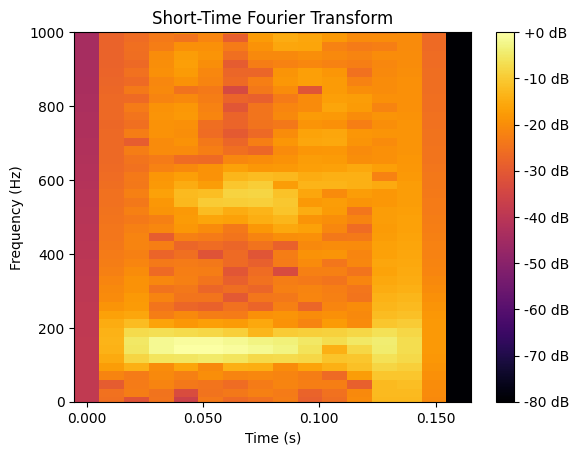 Short-Time Fourier Transform
Frequency (Hz)
1000
800
600
400
200
0
0.000
0.050
0.100
0.150
Time (s)
+0 dB
-10 dB
-20 dB
-30 dB
-40 dB
-50 dB
-60 dB
-70 dB
-80 dB